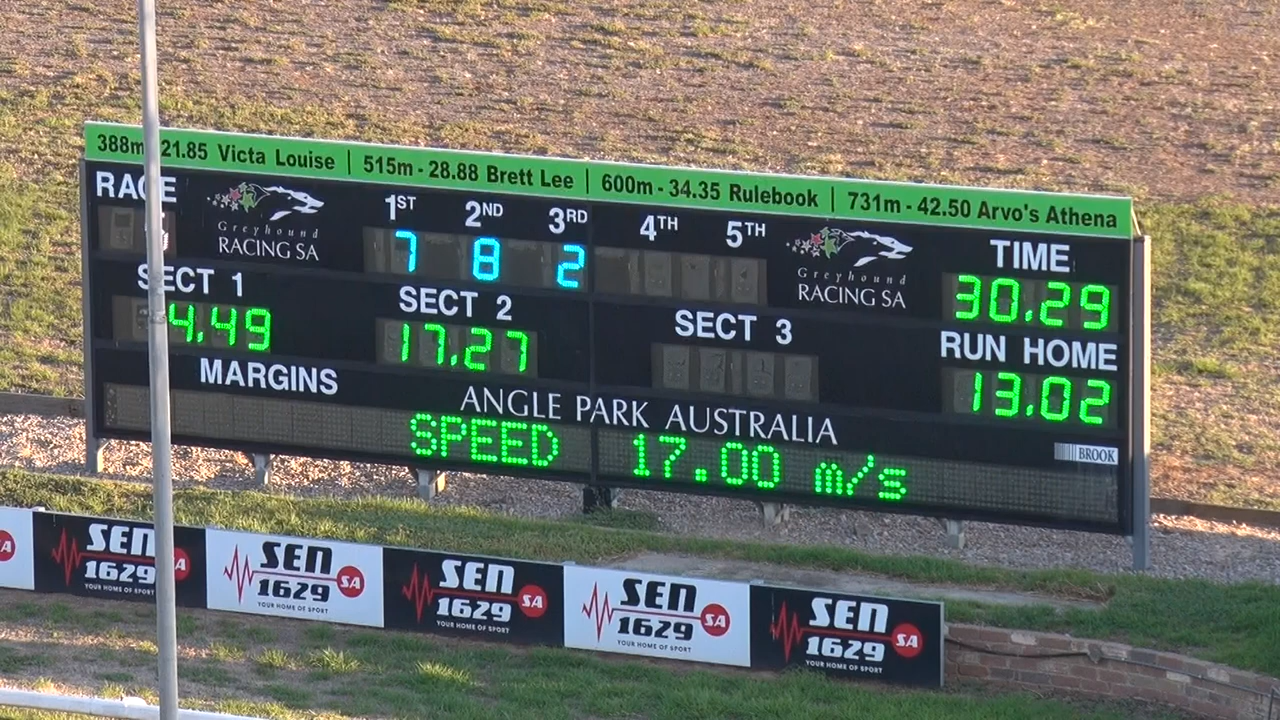 388m 21.85 Victa Louise | 515m - 28.88 Brett Lee | 600m - 34.35 Rulebook | 731m - 42.50 Arvo's Athena
RACE
Greyhound
RACING SA
1ST 2ND 3RD 4TH 5TH
7 8 2
Greyhound
RACING SA
TIME
30.29
SECT 1
4.49
SECT 2
17.27
SECT 3
RUN HOME
13.02
MARGINS
ANGLE PARK AUSTRALIA
SPEED 17.00 m/s
BROOK
SA
SEN
1629 SA
YOUR HOME OF SPORT
SEN
1629 SA
YOUR HOME OF SPORT
SEN
1629 SA
YOUR HOME OF SPORT
SEN
1629 SA
YOUR HOME OF SPORT
SEN
1629 SA
YOUR HOME OF SPORT